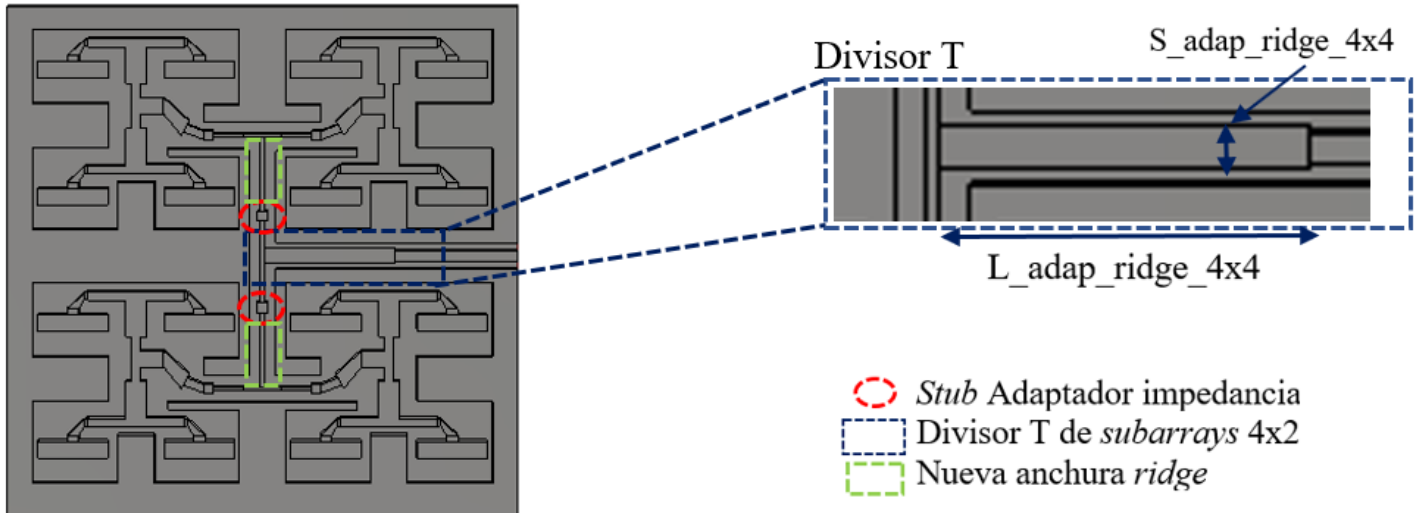 S_adap_ridge_4x4
Divisor T
L_adap_ridge_4x4
Stub Adaptador impedancia
Divisor T de subarrays 4x2
Nueva anchura ridge